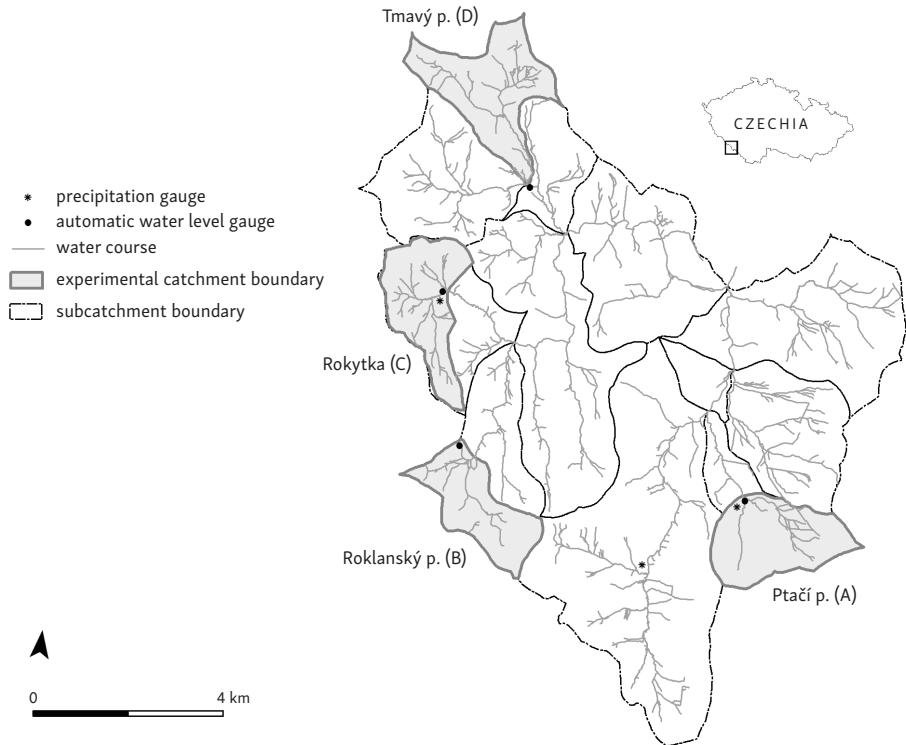 Tmavý p. (D)
CZECHIA
precipitation gauge
automatic water level gauge
water course
experimental catchment boundary
subcatchment boundary
Rokytka (C)
Roklanský p. (B)
Ptačí p. (A)
0 4 km